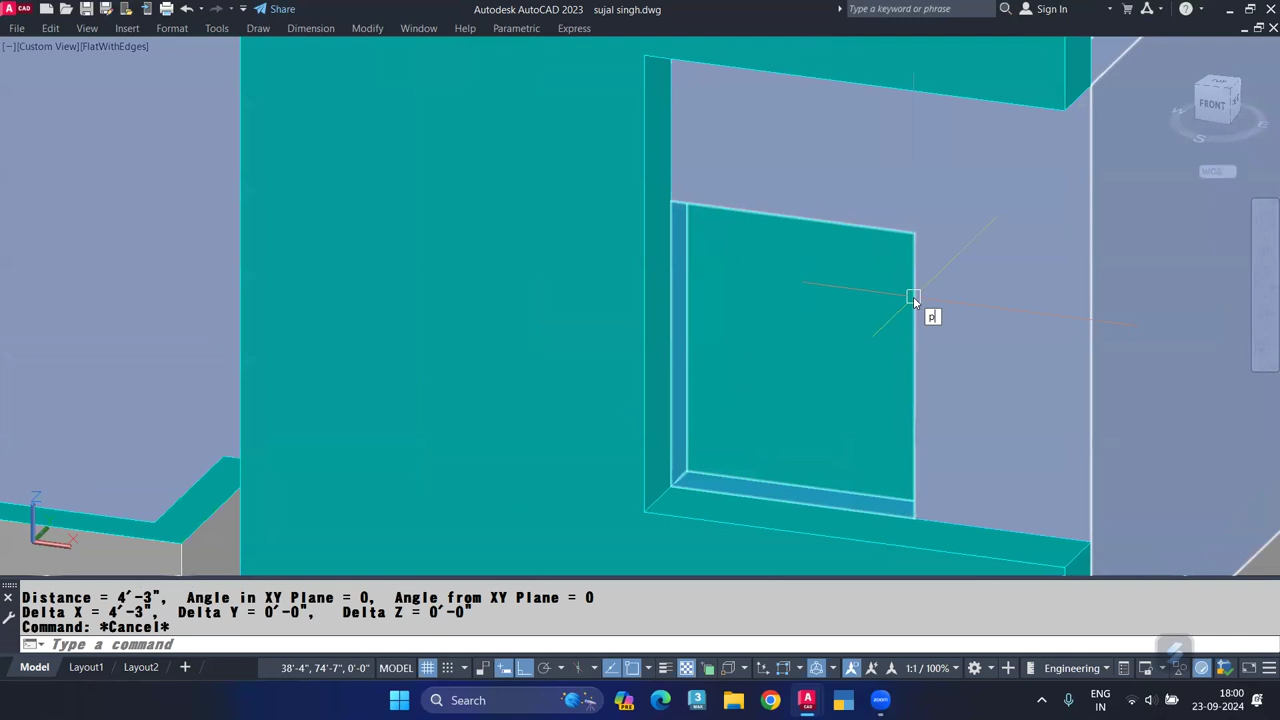 CAD
Share
Autodesk AutoCAD 2023
sujal singh.dwg
Type a keyword or phrase
Sign In
File
Edit
View
Insert
Format
Tools
Draw
Dimension
Modify
Window
Help
Parametric
Express
[−][Custom View][FlatWithEdges]
FRONT
S
E
WCS
p
Z
X
Distance = 4'-3", Angle in XY Plane = 0, Angle from XY Plane = 0
Delta X = 4'-3", Delta Y = 0'-0", Delta Z = 0'-0"
Command: *Cancel*
Type a command
Model
Layout1
Layout2
38'-4", 74'-7", 0'-0"
MODEL
1:1 / 100%
Engineering
Search
zoom
ENG
IN
18:00
23-09-2024